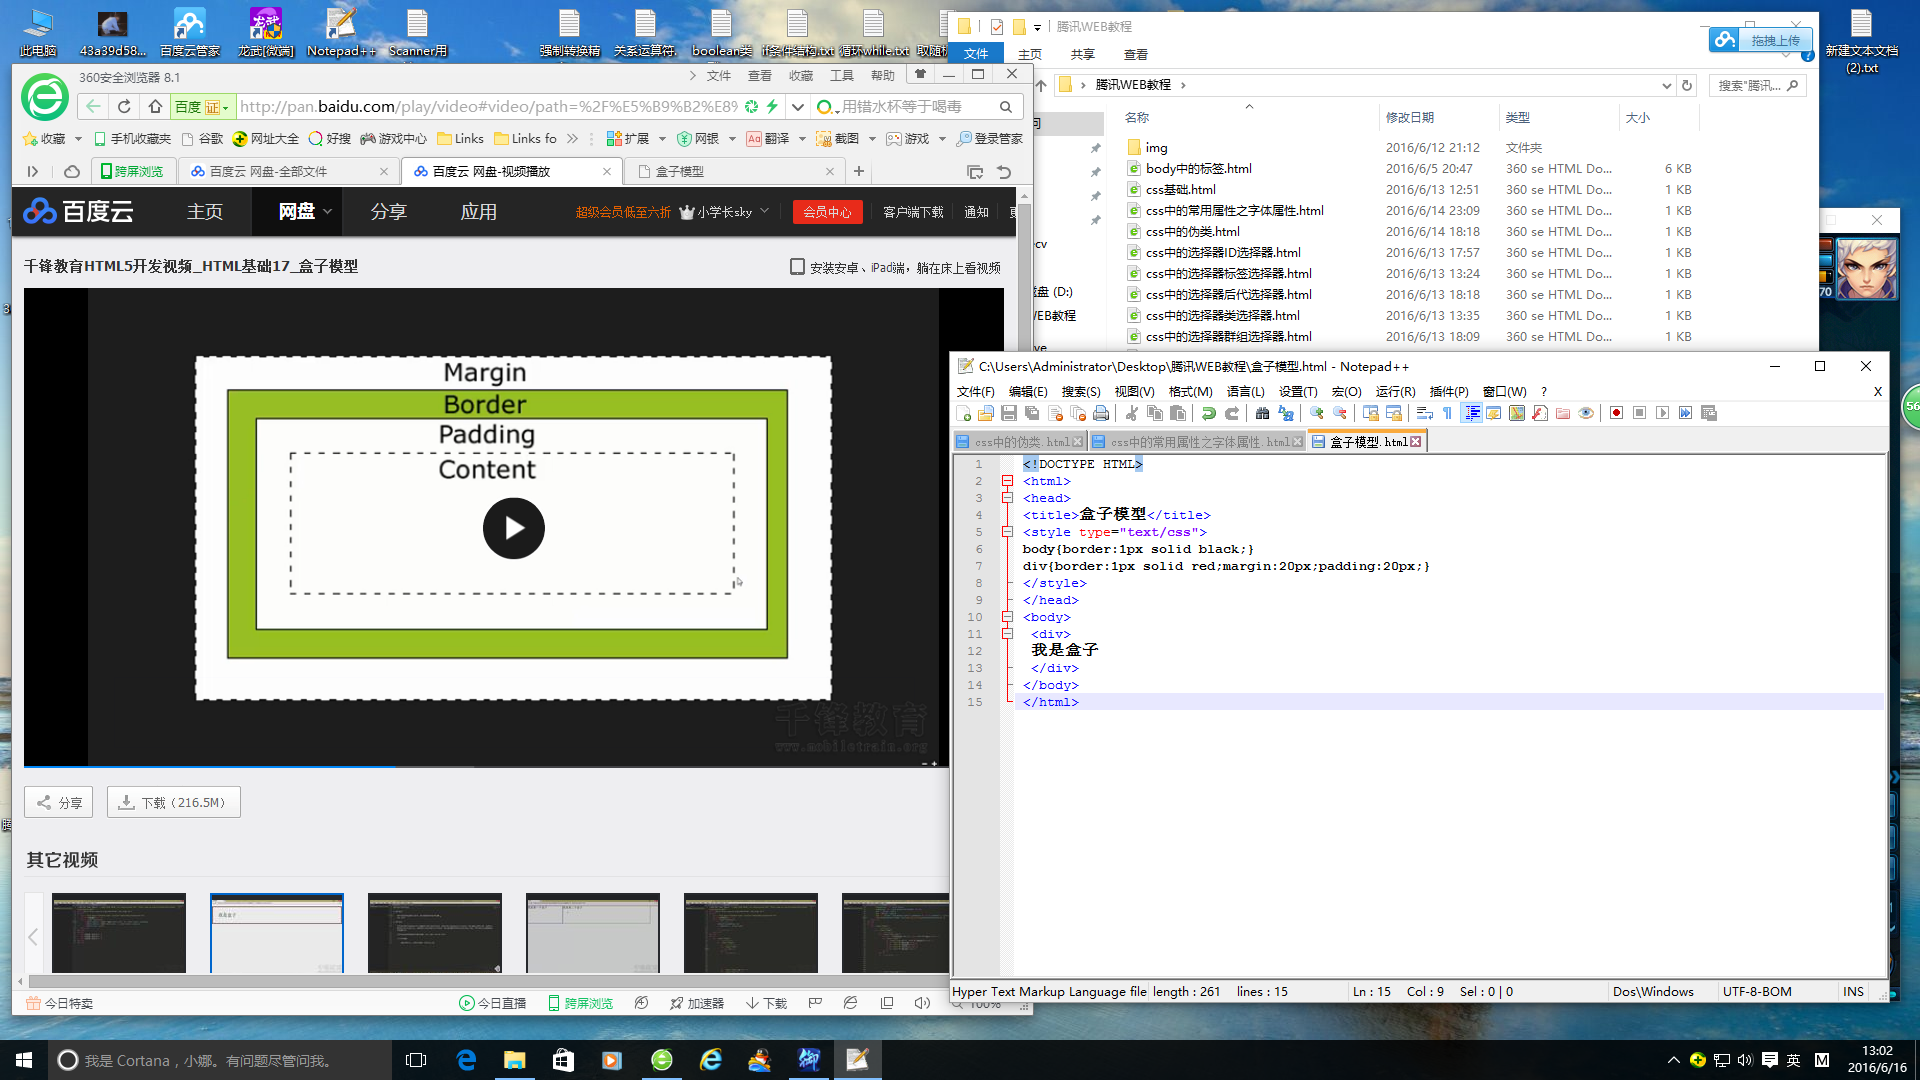 此电脑
43a39d58...
百度云管家
龙武[微端]
Notepad++
Scanner用
强制转换精
关系运算符.
boolean类
if条件结构.txt
循环while.txt
新建文本文档
(2).txt
360安全浏览器 8.1
文件 查看 收藏 工具 帮助
百度 证
http://pan.baidu.com/play/video#video/path=%2F%E5%B9%B2%E8%
用错水杯等于喝毒
收藏 手机收藏夹 谷歌 网址大全 好搜 游戏中心 Links Links fo 扩展 网银 翻译 截图 游戏 登录管家
跨屏浏览 百度云 网盘-全部文件 百度云 网盘-视频播放 盒子模型
百度云 主页 网盘 分享 应用 超级会员低至六折 小学长sky 会员中心 客户端下载 通知
千锋教育HTML5开发视频_HTML基础17_盒子模型
安装安卓、iPad端，躺在床上看视频
Margin
Border
Padding
Content
千锋教育
www.mobiletrain.org
分享
下载（216.5M）
其它视频
今日特卖 今日直播 跨屏浏览 加速器 下载 100%
腾讯WEB教程
文件 主页 共享 查看
拖拽上传
腾讯WEB教程
搜索"腾讯...
名称 修改日期 类型 大小
img 2016/6/12 21:12 文件夹
body中的标签.html 2016/6/5 20:47 360 se HTML Do... 6 KB
css基础.html 2016/6/13 12:51 360 se HTML Do... 1 KB
css中的常用属性之字体属性.html 2016/6/14 23:09 360 se HTML Do... 1 KB
css中的伪类.html 2016/6/14 18:18 360 se HTML Do... 1 KB
css中的选择器ID选择器.html 2016/6/13 17:57 360 se HTML Do... 1 KB
css中的选择器标签选择器.html 2016/6/13 13:24 360 se HTML Do... 1 KB
css中的选择器后代选择器.html 2016/6/13 18:18 360 se HTML Do... 1 KB
css中的选择器类选择器.html 2016/6/13 13:35 360 se HTML Do... 1 KB
css中的选择器群组选择器.html 2016/6/13 18:09 360 se HTML Do... 1 KB
盘 (D:)
EB教程
70
56
C:\Users\Administrator\Desktop\腾讯WEB教程\盒子模型.html - Notepad++
文件(F) 编辑(E) 搜索(S) 视图(V) 格式(M) 语言(L) 设置(T) 宏(O) 运行(R) 插件(P) 窗口(W) ? X
css中的伪类.html css中的常用属性之字体属性.html 盒子模型.html
1 <!DOCTYPE HTML>
2 <html>
3 <head>
4 <title>盒子模型</title>
5 <style type="text/css">
6 body{border:1px solid black;}
7 div{border:1px solid red;margin:20px;padding:20px;}
8 </style>
9 </head>
10 <body>
11 <div>
12 我是盒子
13 </div>
14 </body>
15 </html>
Hyper Text Markup Language file length : 261 lines : 15 Ln : 15 Col : 9 Sel : 0 | 0 Dos\Windows UTF-8-BOM INS
我是 Cortana，小娜。有问题尽管问我。
英 M
13:02
2016/6/16